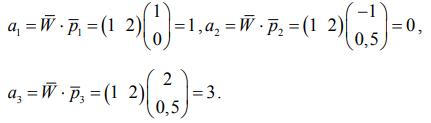 a₁ = W̅ · p̅₁ = (1 2)(1 0) = 1, a₂ = W̅ · p̅₂ = (1 2)(−1 0,5) = 0,
a₃ = W̅ · p̅₃ = (1 2)(2 0,5) = 3.